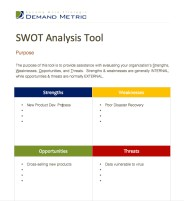 DEMAND METRIC
SWOT Analysis Tool
Purpose
The purpose of this tool is to provide assistance with evaluating your organization's Strengths,
Weaknesses, Opportunities, and Threats. Strengths & weaknesses are generally INTERNAL,
while opportunities & threats are normally EXTERNAL.
Strengths
Weaknesses
New Product Dev. Process
Poor Disaster Recovery
Opportunities
Threats
Cross-selling new products
Data vulnerable to virus